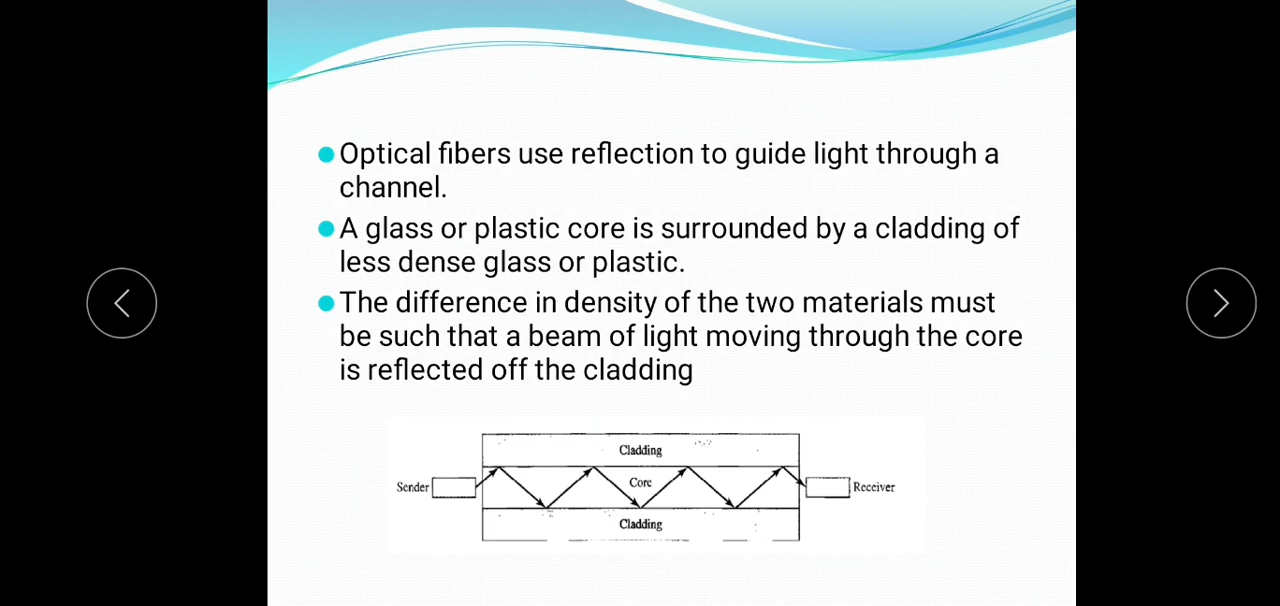 Optical fibers use reflection to guide light through a
channel.
A glass or plastic core is surrounded by a cladding of
less dense glass or plastic.
The difference in density of the two materials must
be such that a beam of light moving through the core
is reflected off the cladding
Cladding
Sender
Core
Receiver
Cladding